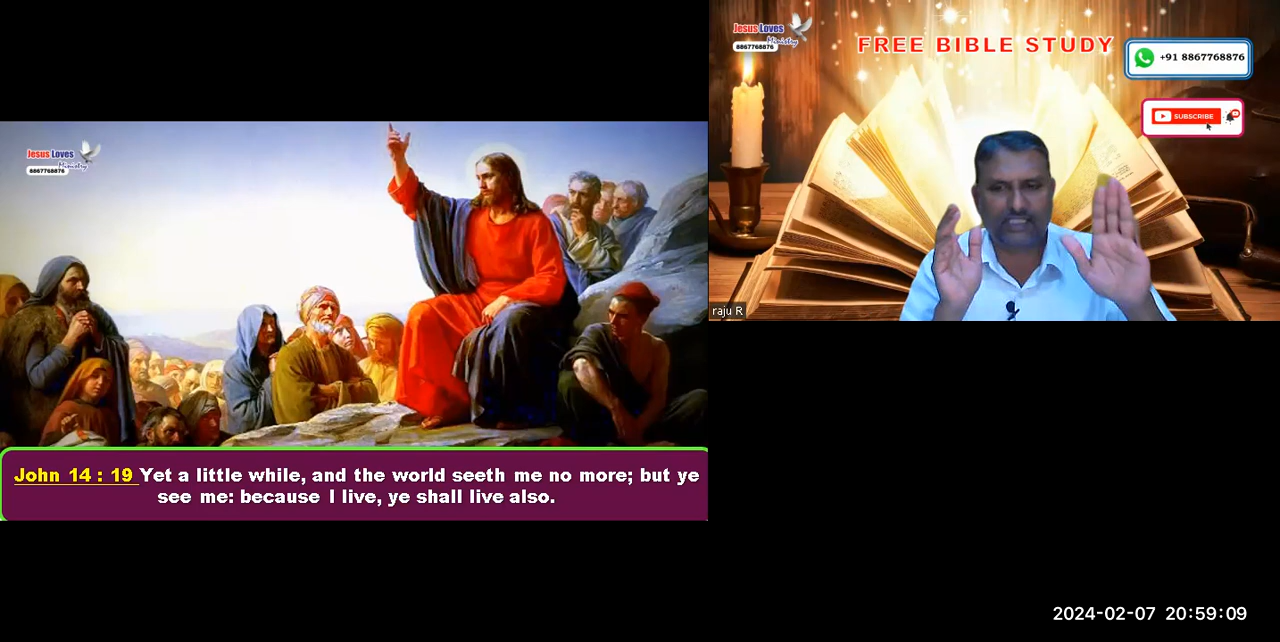 Jesus Loves
Ministry
8867768876
John 14 : 19 Yet a little while, and the world seeth me no more; but ye
see me: because I live, ye shall live also.
Jesus Loves
Ministry
8867768876
FREE BIBLE STUDY
+91 8867768876
SUBSCRIBE
raju R
2024-02-07 20:59:09